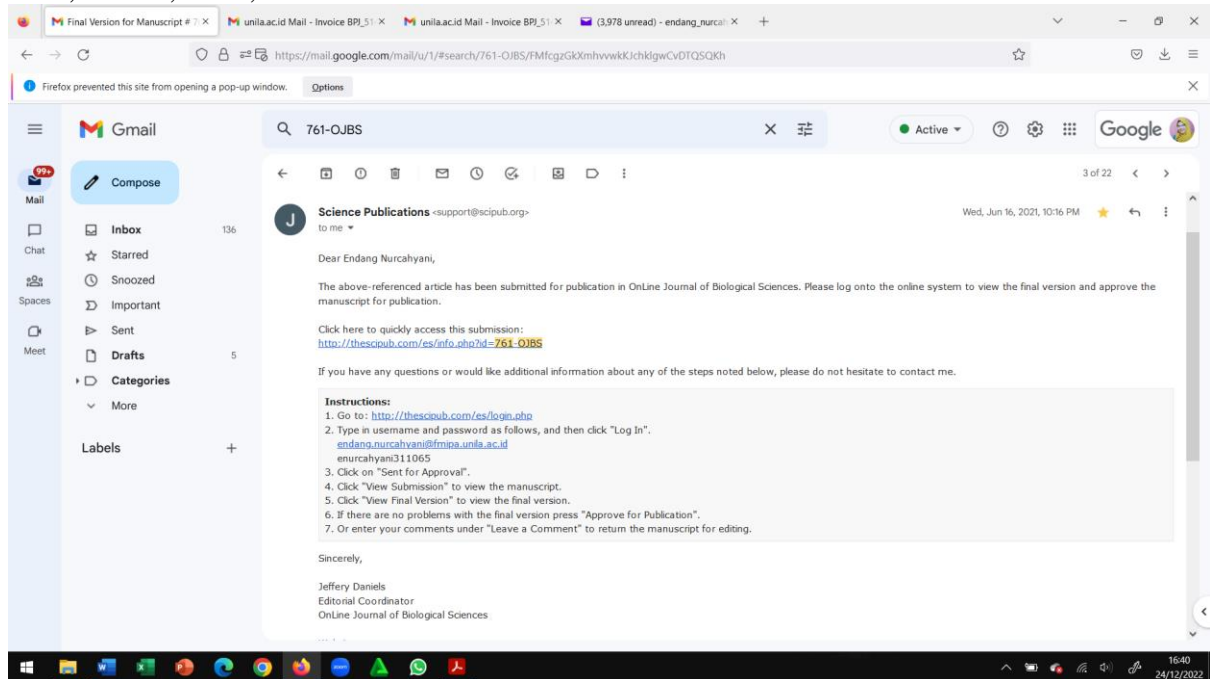 Final Version for Manuscript # 7
unila.ac.id Mail - Invoice BPJ_51
unila.ac.id Mail - Invoice BPJ_51
(3,978 unread) - endang_nurcah
https://mail.google.com/mail/u/1/#search/761-OJBS/FMfcgzGkXmhvvwkKJchklgwCvDTQSQKh
Firefox prevented this site from opening a pop-up window.
Options
Gmail
761-OJBS
Active
Google
99+
Mail
Chat
Spaces
Meet
Compose
Inbox 136
Starred
Snoozed
Important
Sent
Drafts 5
Categories
More
Labels
3 of 22
Science Publications <support@scipub.org>
Wed, Jun 16, 2021, 10:16 PM
to me
Dear Endang Nurcahyani,
The above-referenced article has been submitted for publication in OnLine Journal of Biological Sciences. Please log onto the online system to view the final version and approve the
manuscript for publication.
Click here to quickly access this submission:
http://thescipub.com/es/info.php?id=761-OJBS
If you have any questions or would like additional information about any of the steps noted below, please do not hesitate to contact me.
Instructions:
1. Go to: http://thescipub.com/es/login.php
2. Type in username and password as follows, and then click "Log In".
endang.nurcahyani@fmipa.unila.ac.id
enurcahyani311065
3. Click on "Sent for Approval".
4. Click "View Submission" to view the manuscript.
5. Click "View Final Version" to view the final version.
6. If there are no problems with the final version press "Approve for Publication".
7. Or enter your comments under "Leave a Comment" to return the manuscript for editing.
Sincerely,
Jeffery Daniels
Editorial Coordinator
OnLine Journal of Biological Sciences
16:40
24/12/2022